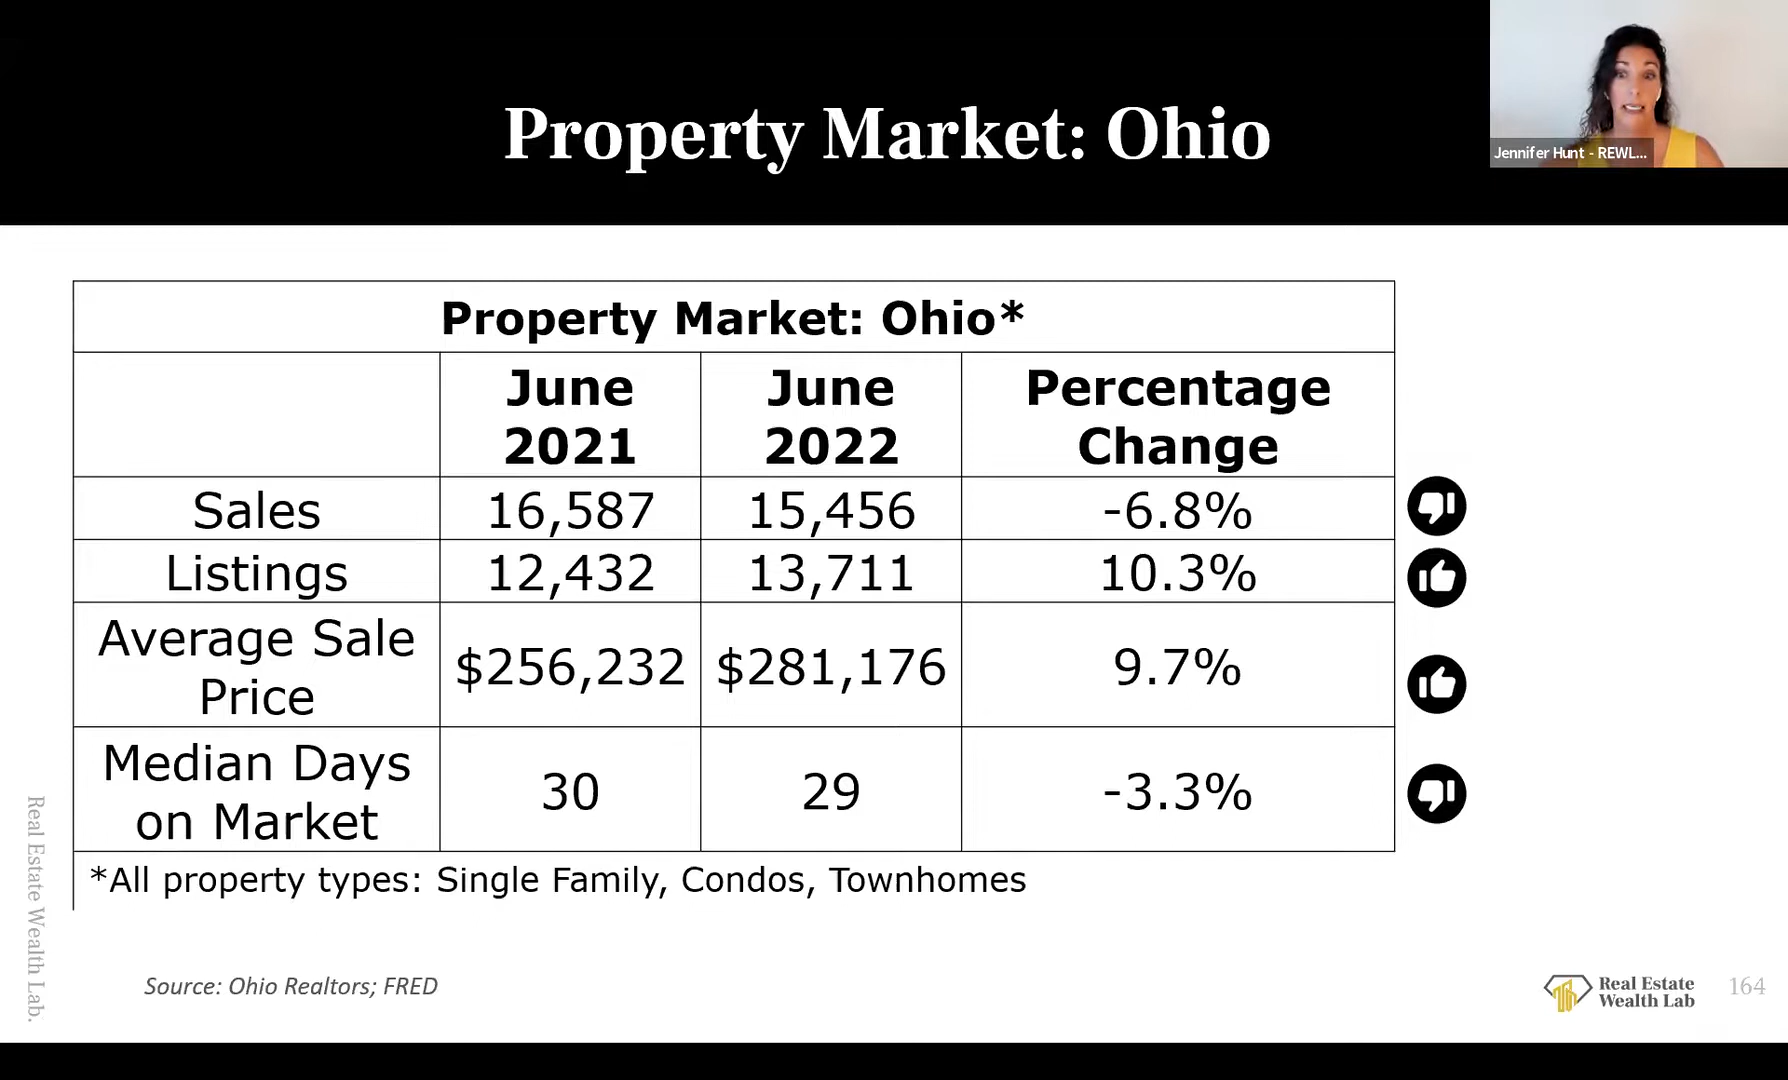 Property Market: Ohio
Jennifer Hunt - REWL...
Property Market: Ohio*
June 2021 June 2022 Percentage Change
Sales 16,587 15,456 -6.8%
Listings 12,432 13,711 10.3%
Average Sale Price $256,232 $281,176 9.7%
Median Days on Market 30 29 -3.3%
*All property types: Single Family, Condos, Townhomes
Real Estate Wealth Lab.
Source: Ohio Realtors; FRED
Real Estate
Wealth Lab
164